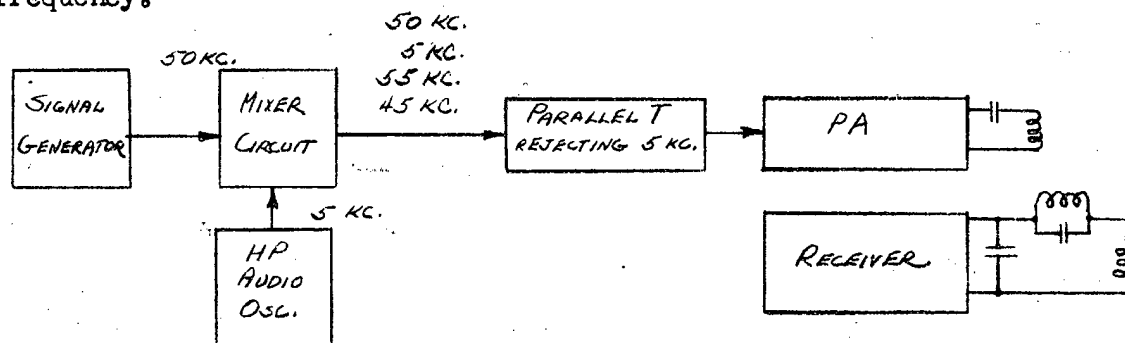 frequency.
50 KC.
5 KC.
55 KC.
45 KC.
50 KC.
SIGNAL
GENERATOR
MIXER
CIRCUIT
PARALLEL T
REJECTING 5 KC.
PA
5 KC.
HP
AUDIO
OSC.
RECEIVER